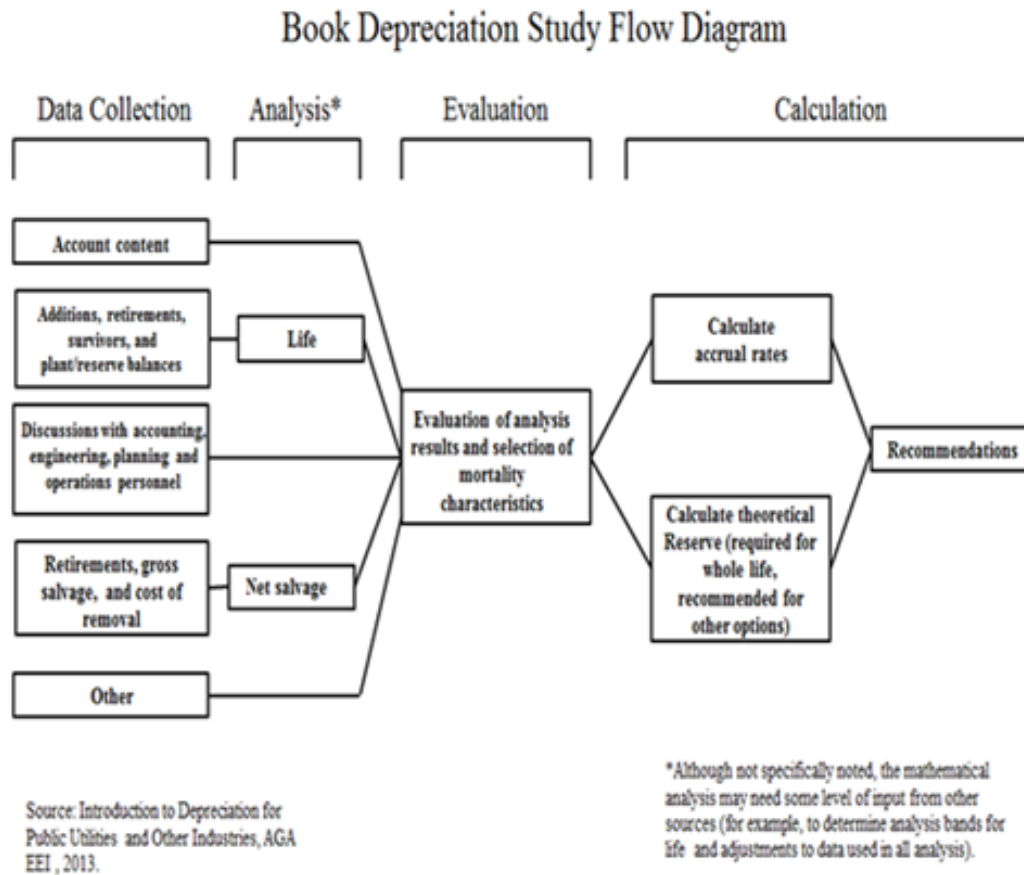 Book Depreciation Study Flow Diagram
Data Collection
Analysis*
Evaluation
Calculation
Account content
Additions, retirements,
survivors, and
plant/reserve balances
Life
Discussions with accounting,
engineering, planning and
operations personnel
Retirements, gross
salvage, and cost of
removal
Net salvage
Other
Evaluation of analysis
results and selection of
mortality
characteristics
Calculate
accrual rates
Calculate theoretical
Reserve (required for
whole life,
recommended for
other options)
Recommendations
Source: Introduction to Depreciation for
Public Utilities and Other Industries, AGA
EEI , 2013.
*Although not specifically noted, the mathematical
analysis may need some level of input from other
sources (for example, to determine analysis bands for
life and adjustments to data used in all analysis).